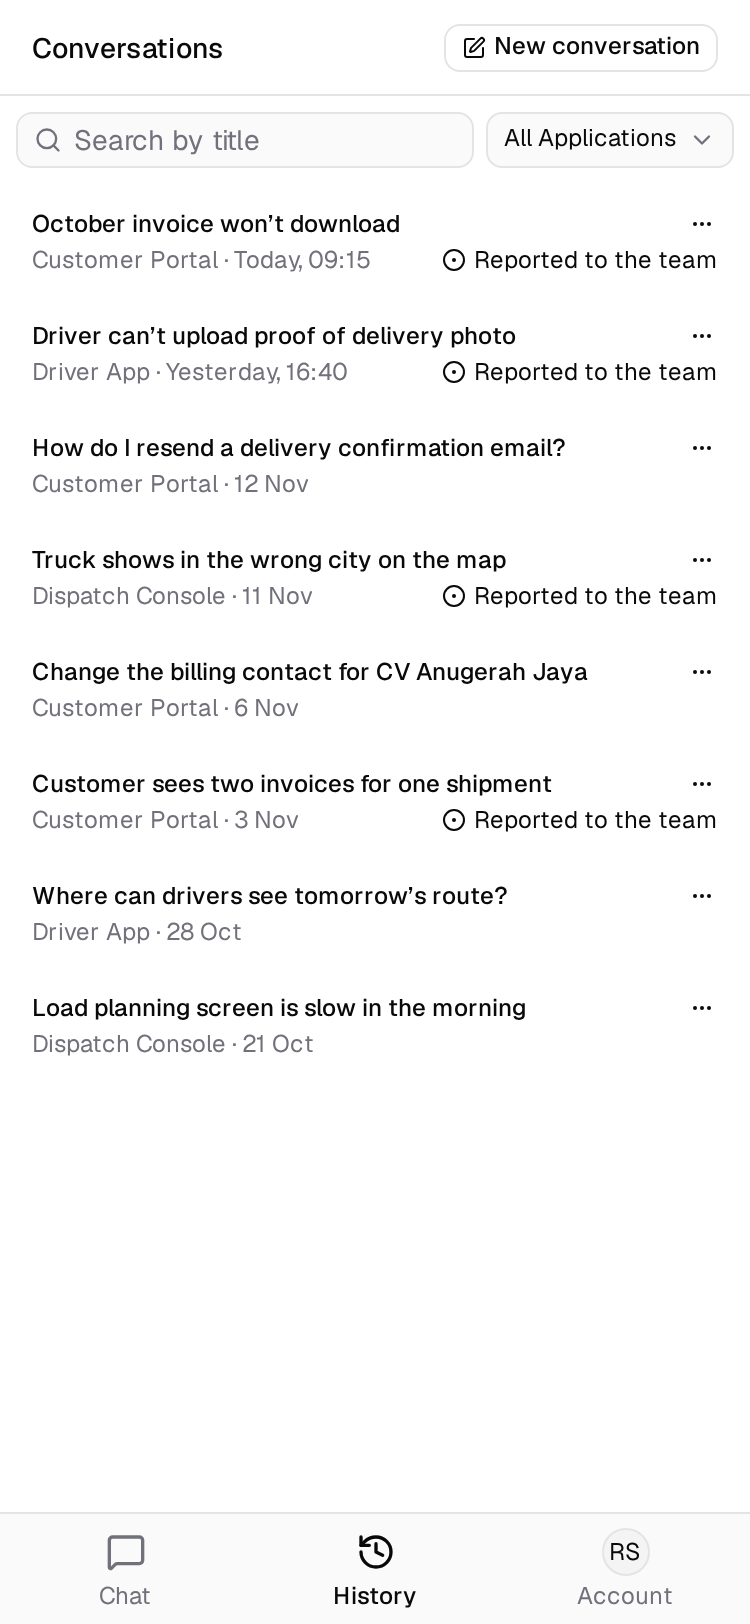 Conversations
New conversation
Search by title
All Applications
October invoice won’t download
Customer Portal · Today, 09:15
Reported to the team
Driver can’t upload proof of delivery photo
Driver App · Yesterday, 16:40
Reported to the team
How do I resend a delivery confirmation email?
Customer Portal · 12 Nov
Truck shows in the wrong city on the map
Dispatch Console · 11 Nov
Reported to the team
Change the billing contact for CV Anugerah Jaya
Customer Portal · 6 Nov
Customer sees two invoices for one shipment
Customer Portal · 3 Nov
Reported to the team
Where can drivers see tomorrow’s route?
Driver App · 28 Oct
Load planning screen is slow in the morning
Dispatch Console · 21 Oct
RS
Chat
History
Account